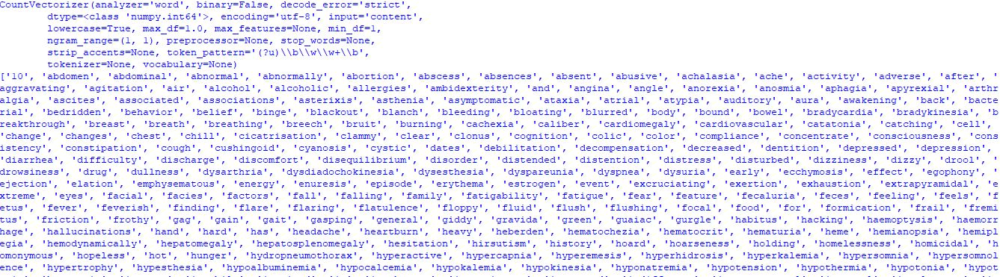 CountVectorizer(analyzer='word', binary=False, decode_error='strict',
dtype=<class 'numpy.int64'>, encoding='utf-8', input='content',
lowercase=True, max_df=1.0, max_features=None, min_df=1,
ngram_range=(1, 1), preprocessor=None, stop_words=None,
strip_accents=None, token_pattern='(?u)\\b\\w\\w+\\b',
tokenizer=None, vocabulary=None)
['10', 'abdomen', 'abdominal', 'abnormal', 'abnormally', 'abortion', 'abscess', 'absences', 'absent', 'abusive', 'achalasia', 'ache', 'activity', 'adverse', 'after', '
aggravating', 'agitation', 'air', 'alcohol', 'alcoholic', 'allergies', 'ambidexterity', 'and', 'angina', 'angle', 'anorexia', 'anosmia', 'aphagia', 'apyrexial', 'arthr
algia', 'ascites', 'associated', 'associations', 'asterixis', 'asthenia', 'asymptomatic', 'ataxia', 'atrial', 'atypia', 'auditory', 'aura', 'awakening', 'back', 'bacte
rial', 'bedridden', 'behavior', 'belief', 'binge', 'blackout', 'blanch', 'bleeding', 'bloating', 'blurred', 'body', 'bound', 'bowel', 'bradycardia', 'bradykinesia', 'b
reakthrough', 'breast', 'breath', 'breathing', 'breech', 'bruit', 'burning', 'cachexia', 'caliber', 'cardiomegaly', 'cardiovascular', 'catatonia', 'catching', 'cell',
'change', 'changes', 'chest', 'chill', 'cicatrisation', 'clammy', 'clear', 'clonus', 'cognition', 'colic', 'color', 'compliance', 'concentrate', 'consciousness', 'cons
istency', 'constipation', 'cough', 'cushingoid', 'cyanosis', 'cystic', 'dates', 'debilitation', 'decompensation', 'decreased', 'dentition', 'depressed', 'depression',
'diarrhea', 'difficulty', 'discharge', 'discomfort', 'disequilibrium', 'disorder', 'distended', 'distention', 'distress', 'disturbed', 'dizziness', 'dizzy', 'drool', '
drowsiness', 'drug', 'dullness', 'dysarthria', 'dysdiadochokinesia', 'dysesthesia', 'dyspareunia', 'dyspnea', 'dysuria', 'early', 'ecchymosis', 'effect', 'egophony', '
ejection', 'elation', 'emphysematous', 'energy', 'enuresis', 'episode', 'erythema', 'estrogen', 'event', 'excruciating', 'exertion', 'exhaustion', 'extrapyramidal', 'e
xtreme', 'eyes', 'facial', 'facies', 'factors', 'fall', 'falling', 'family', 'fatigability', 'fatigue', 'fear', 'feature', 'fecaluria', 'feces', 'feeling', 'feels', 'f
etus', 'fever', 'feverish', 'finding', 'flare', 'flaring', 'flatulence', 'floppy', 'fluid', 'flush', 'flushing', 'focal', 'food', 'for', 'formication', 'frail', 'fremi
tus', 'friction', 'frothy', 'gag', 'gain', 'gait', 'gasping', 'general', 'giddy', 'gravida', 'green', 'guaiac', 'gurgle', 'habitus', 'hacking', 'haemoptysis', 'haemorr
hage', 'hallucinations', 'hand', 'hard', 'has', 'headache', 'heartburn', 'heavy', 'heberden', 'hematochezia', 'hematocrit', 'hematuria', 'heme', 'hemianopsia', 'hemipl
egia', 'hemodynamically', 'hepatomegaly', 'hepatosplenomegaly', 'hesitation', 'hirsutism', 'history', 'hoard', 'hoarseness', 'holding', 'homelessness', 'homicidal', 'h
omonymous', 'hopeless', 'hot', 'hunger', 'hydropneumothorax', 'hyperactive', 'hypercapnia', 'hyperemesis', 'hyperhidrosis', 'hyperkalemia', 'hypersomnia', 'hypersomnol
ence', 'hypertrophy', 'hypesthesia', 'hypoalbuminemia', 'hypocalcemia', 'hypokalemia', 'hypokinesia', 'hyponatremia', 'hypotension', 'hypothermia', 'hypotonia', 'hypot